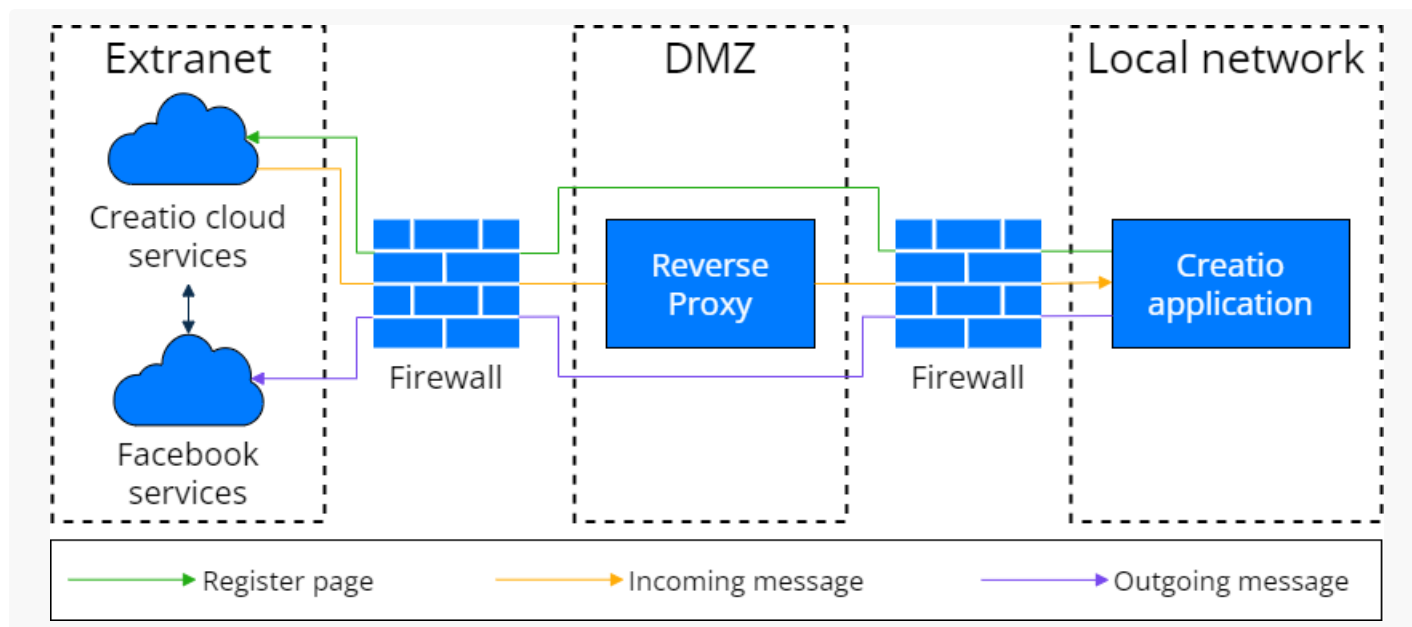 Extranet
DMZ
Local network
Creatio cloud
services
Reverse
Proxy
Creatio
application
Firewall
Firewall
Facebook
services
Register page
Incoming message
Outgoing message